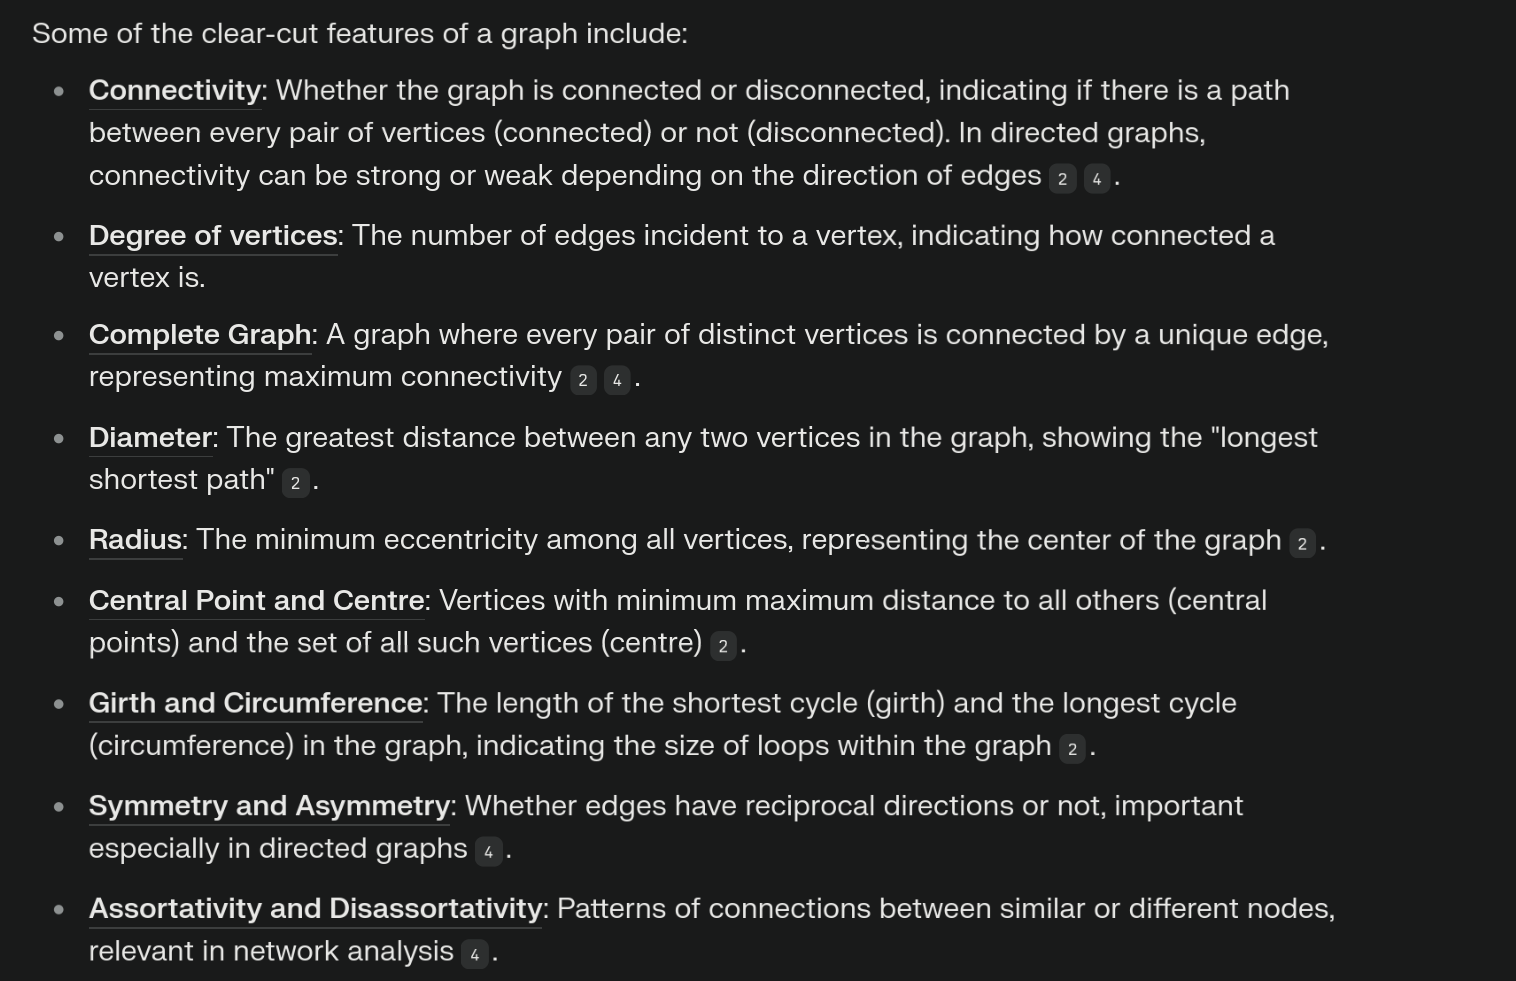 Some of the clear-cut features of a graph include:
• Connectivity: Whether the graph is connected or disconnected, indicating if there is a path
between every pair of vertices (connected) or not (disconnected). In directed graphs,
connectivity can be strong or weak depending on the direction of edges 2 4 .
• Degree of vertices: The number of edges incident to a vertex, indicating how connected a
vertex is.
• Complete Graph: A graph where every pair of distinct vertices is connected by a unique edge,
representing maximum connectivity 2 4 .
• Diameter: The greatest distance between any two vertices in the graph, showing the "longest
shortest path" 2 .
• Radius: The minimum eccentricity among all vertices, representing the center of the graph 2 .
• Central Point and Centre: Vertices with minimum maximum distance to all others (central
points) and the set of all such vertices (centre) 2 .
• Girth and Circumference: The length of the shortest cycle (girth) and the longest cycle
(circumference) in the graph, indicating the size of loops within the graph 2 .
• Symmetry and Asymmetry: Whether edges have reciprocal directions or not, important
especially in directed graphs 4 .
• Assortativity and Disassortativity: Patterns of connections between similar or different nodes,
relevant in network analysis 4 .